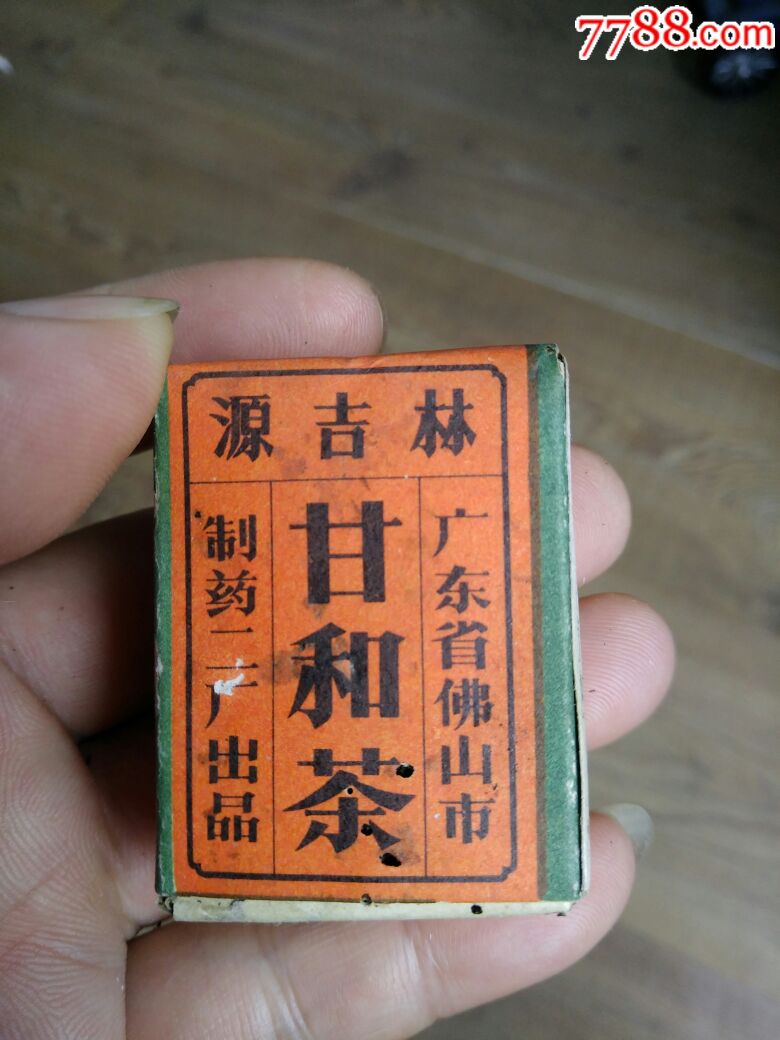 7788.com
源吉林
广东省佛山市
甘和茶
制药二厂出品